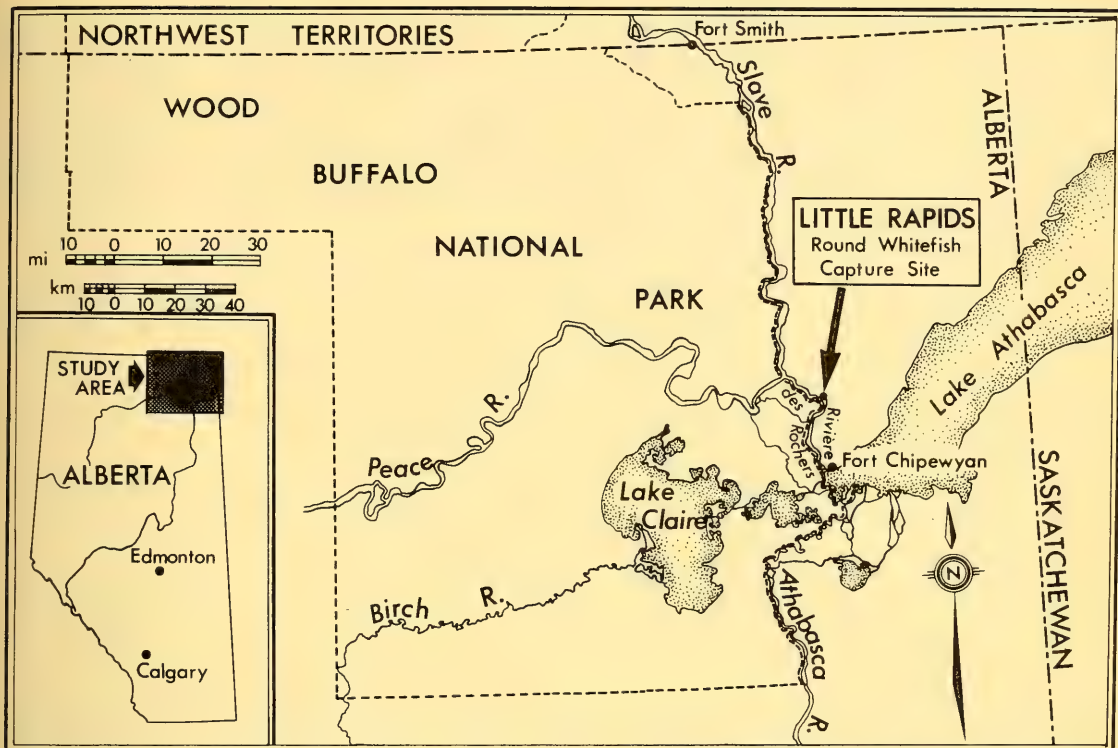 NORTHWEST TERRITORIES
Fort Smith
WOOD
BUFFALO
NATIONAL
PARK
Slave R.
ALBERTA
SASKATCHEWAN
LITTLE RAPIDS
Round Whitefish
Capture Site
Lake Athabasca
mi
10 0 10 20 30
km
10 0 10 20 30 40
STUDY
AREA
ALBERTA
Edmonton
Calgary
Peace R.
Birch R.
Lake
Claire
Riviere
des
Rochers
Fort Chipewyan
Athabasca R.
N